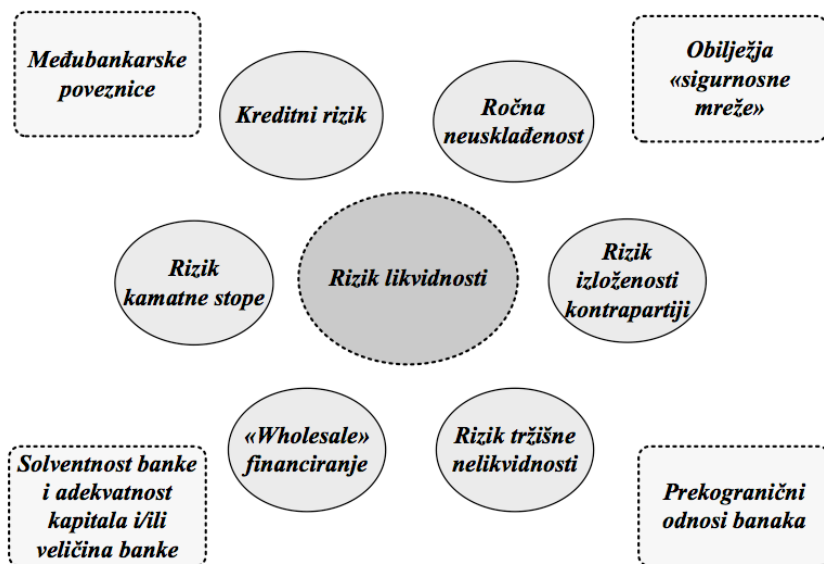 Međubankarske
poveznice
Kreditni rizik
Ročna
neusklađenost
Obilježja
«sigurnosne
mreže»
Rizik
kamatne stope
Rizik likvidnosti
Rizik
izloženosti
kontrapartiji
Solventnost banke
i adekvatnost
kapitala i/ili
veličina banke
«Wholesale»
financiranje
Rizik tržišne
nelikvidnosti
Prekogranični
odnosi banaka